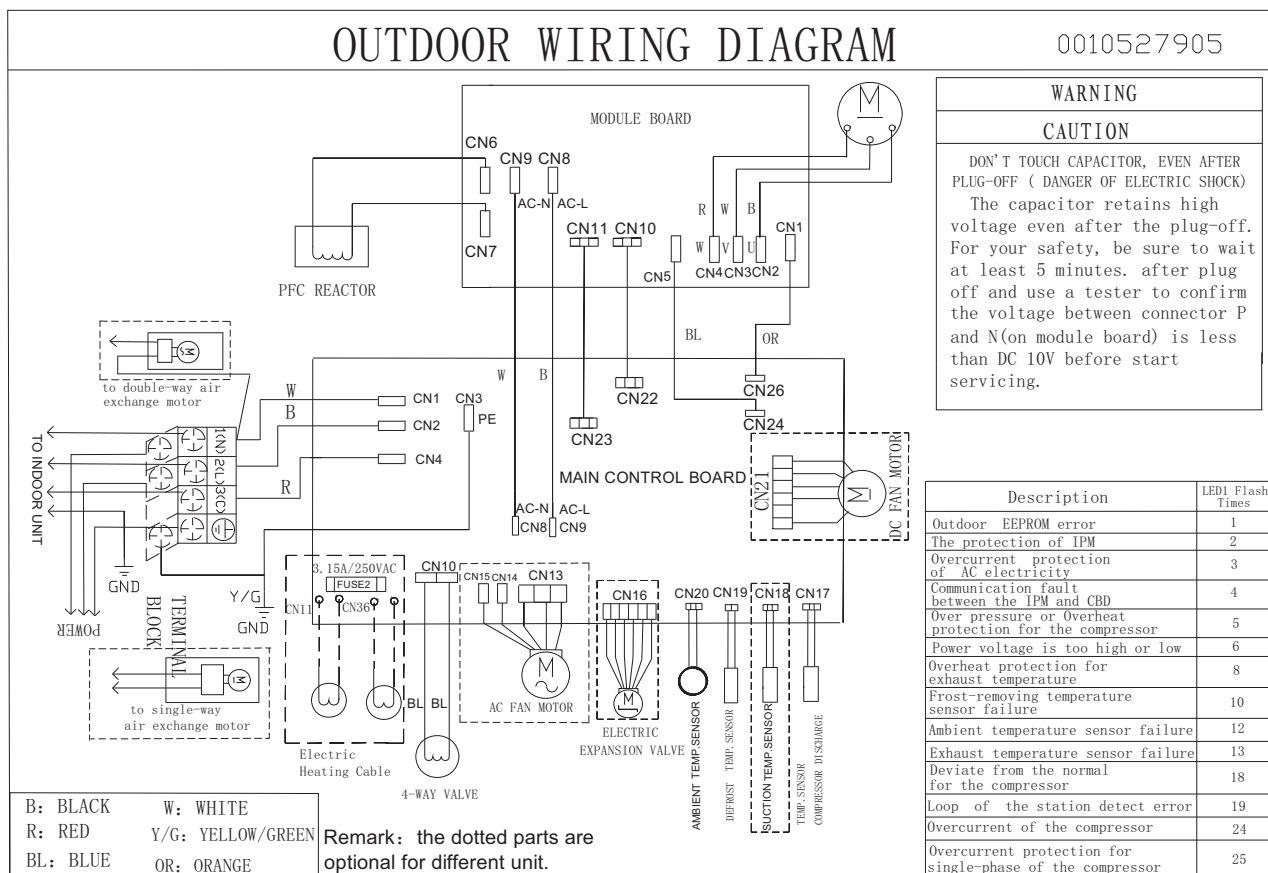 OUTDOOR WIRING DIAGRAM
0010527905
WARNING
CAUTION
DON'T TOUCH CAPACITOR, EVEN AFTER
PLUG-OFF ( DANGER OF ELECTRIC SHOCK)
The capacitor retains high
voltage even after the plug-off.
For your safety, be sure to wait
at least 5 minutes. after plug
off and use a tester to confirm
the voltage between connector P
and N(on module board) is less
than DC 10V before start
servicing.
MODULE BOARD
M
CN6
CN9 CN8
AC-N AC-L
CN7
CN11 CN10
R W B
W V U
CN1
CN5
CN4 CN3 CN2
PFC REACTOR
BL
OR
to double-way air
exchange motor
W
B
CN22
CN26
CN23
CN24
W
CN1
B
CN2
R
CN4
CN3
PE
TO INDOOR UNIT
1(N) 2(L) 3(C)
MAIN CONTROL BOARD
CN21
M
DC FAN MOTOR
AC-N AC-L
CN8 CN9
GND
Y/G
GND
POWER
TERMINAL
BLOCK
M
to single-way
air exchange motor
3.15A/250VAC
FUSE2
CN11 CN36
Electric
Heating Cable
CN10
BL BL
4-WAY VALVE
CN15 CN14 CN13
M
AC FAN MOTOR
CN16
M
ELECTRIC
EXPANSION VALVE
CN20 CN19 CN18 CN17
AMBIENT TEMP.SENSOR
DEFROST TEMP.SENSOR
SUCTION TEMP.SENSOR
TEMP.SENSOR
COMPRESSOR DISCHARGE
Description LED1 Flash
Times
Outdoor EEPROM error 1
The protection of IPM 2
Overcurrent protection
of AC electricity 3
Communication fault
between the IPM and CBD 4
Over pressure or Overheat
protection for the compressor 5
Power voltage is too high or low 6
Overheat protection for
exhaust temperature 8
Frost-removing temperature
sensor failure 10
Ambient temperature sensor failure 12
Exhaust temperature sensor failure 13
Deviate from the normal
for the compressor 18
Loop of the station detect error 19
Overcurrent of the compressor 24
Overcurrent protection for
single-phase of the compressor 25
B: BLACK W: WHITE
R: RED Y/G: YELLOW/GREEN
BL: BLUE OR: ORANGE
Remark: the dotted parts are
optional for different unit.